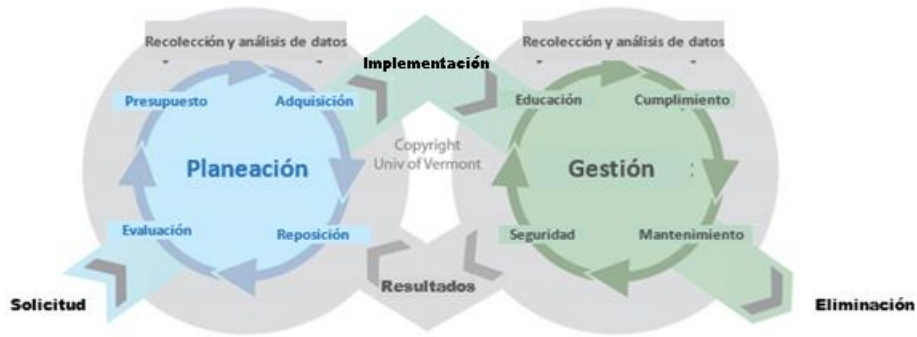 Recolección y análisis de datos
Recolección y análisis de datos
Implementación
Presupuesto
Adquisición
Educación
Cumplimiento
Copyright
Univ of Vermont
Planeación
Gestión
Evaluación
Reposición
Seguridad
Mantenimiento
Resultados
Solicitud
Eliminación